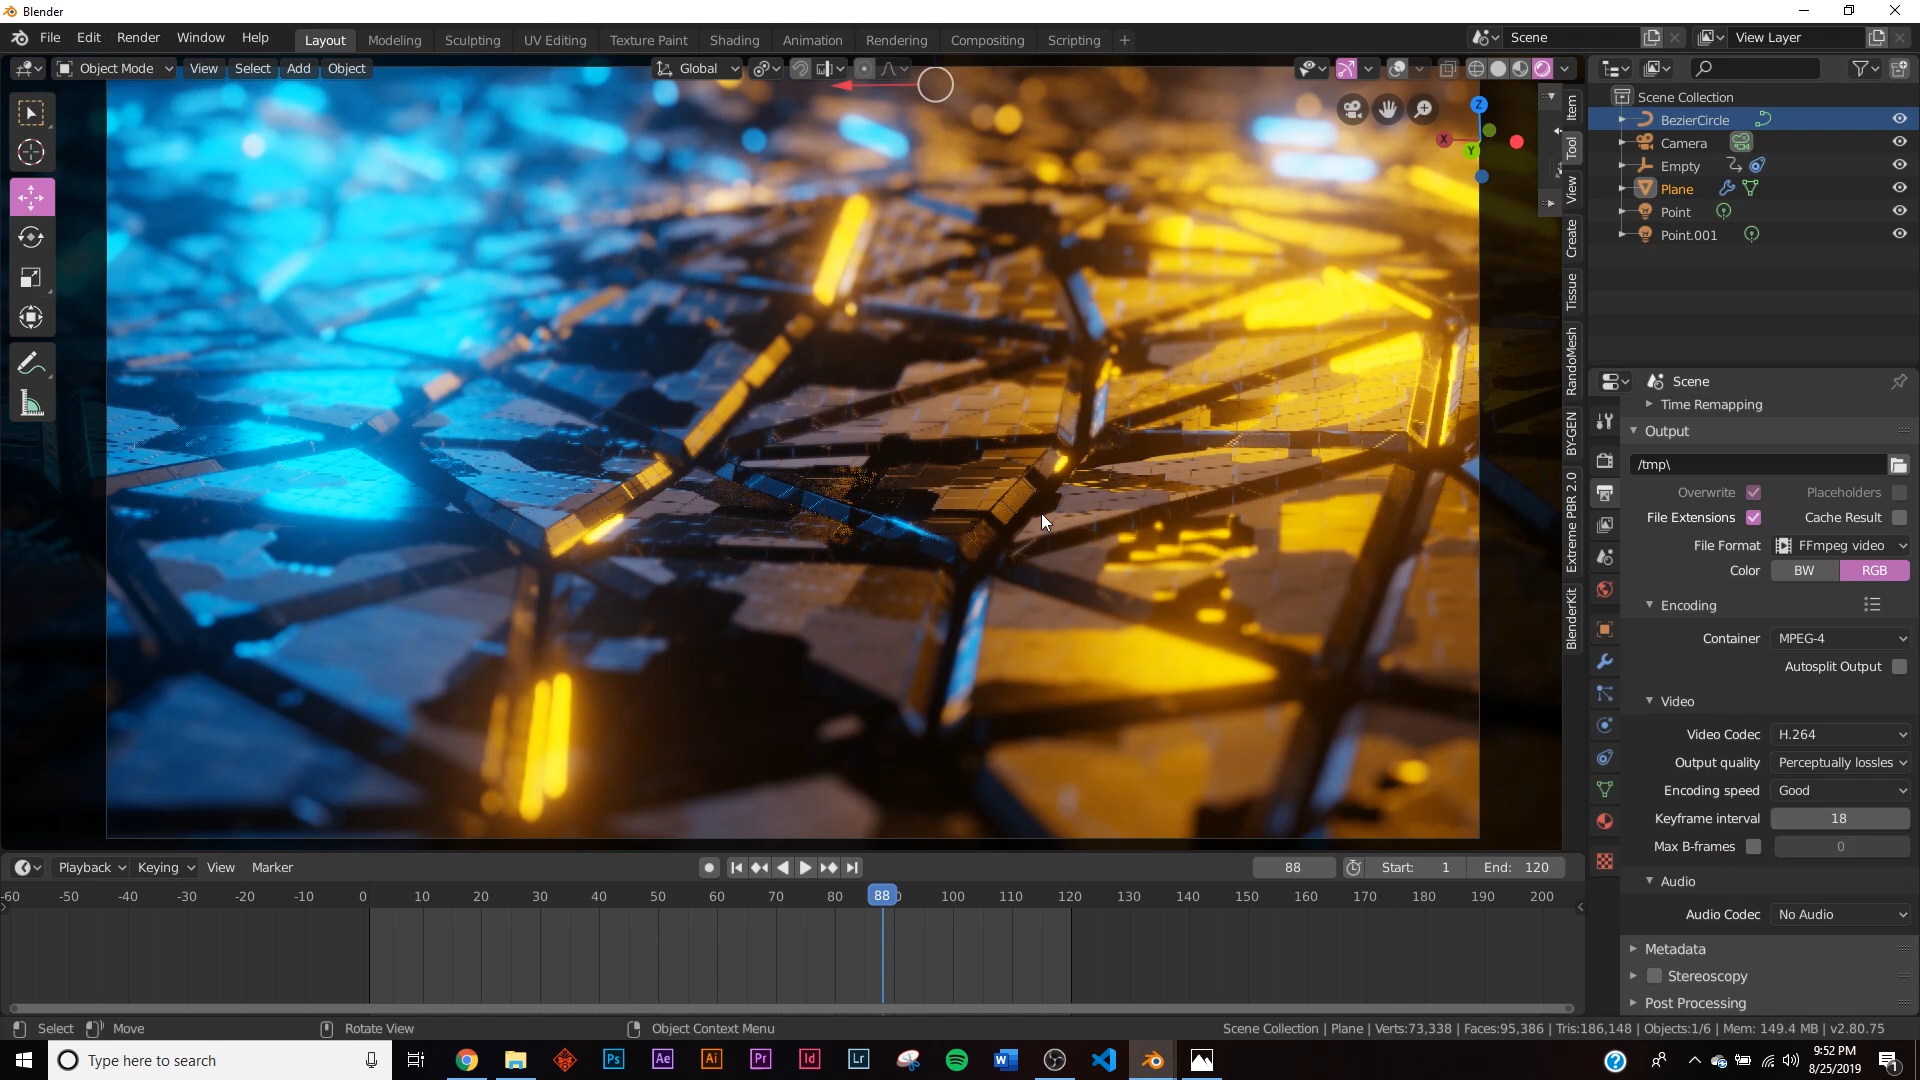 Blender
File Edit Render Window Help Layout Modeling Sculpting UV Editing Texture Paint Shading Animation Rendering Compositing Scripting Scene View Layer
Object Mode View Select Add Object Global
Item
Tool
View
Create
Tissue
RandoMesh
BY-GEN
Extreme PBR 2.0
BlenderKit
Z
X
Y
Scene Collection
BezierCircle
Camera
Empty
Plane
Point
Point.001
Scene
Time Remapping
Output
/tmp\
Overwrite Placeholders
File Extensions Cache Result
File Format FFmpeg video
Color BW RGB
Encoding
Container MPEG-4
Autosplit Output
Video
Video Codec H.264
Output quality Perceptually lossles
Encoding speed Good
Keyframe interval 18
Max B-frames 0
Audio
Audio Codec No Audio
Metadata
Stereoscopy
Post Processing
Playback Keying View Marker 88 Start: 1 End: 120
-60 -50 -40 -30 -20 -10 0 10 20 30 40 50 60 70 80 88 100 110 120 130 140 150 160 170 180 190 200
Select Move Rotate View Object Context Menu Scene Collection | Plane | Verts:73,338 | Faces:95,386 | Tris:186,148 | Objects:1/6 | Mem: 149.4 MB | v2.80.75
Type here to search Ps Ae Ai Pr Id Lr W
9:52 PM
8/25/2019
1